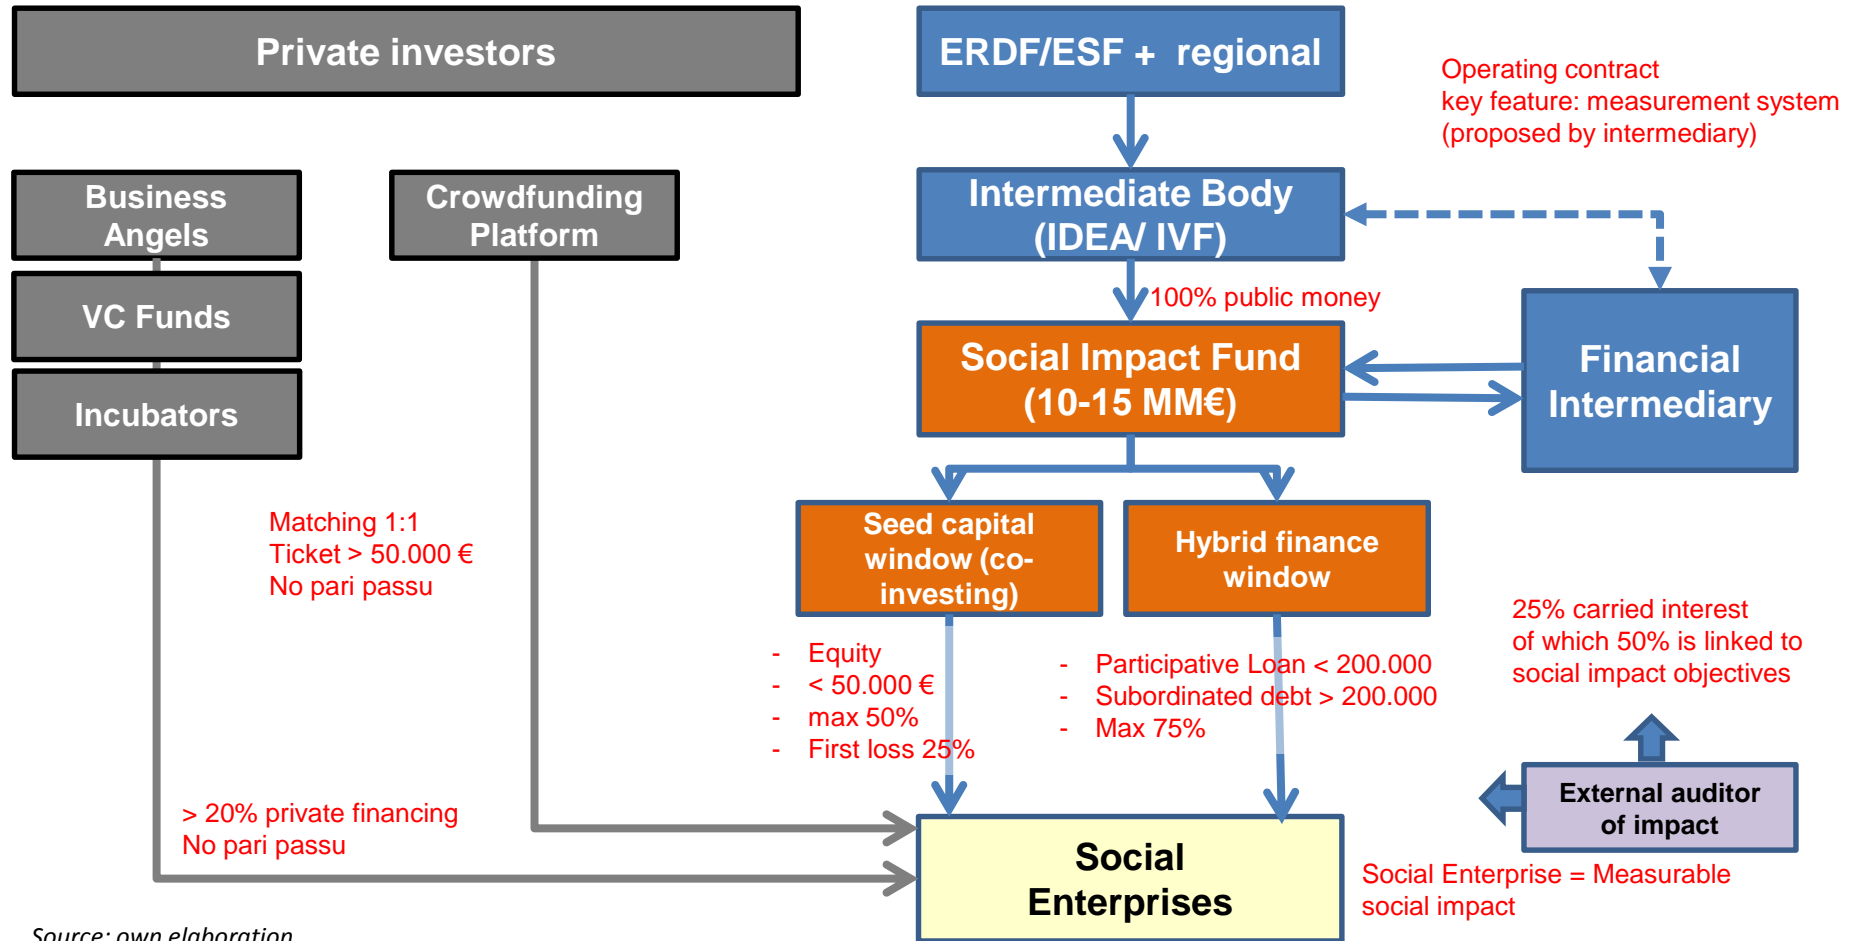 Private investors
ERDF/ESF + regional
Operating contract
key feature: measurement system
(proposed by intermediary)
Business
Angels
Crowdfunding
Platform
Intermediate Body
(IDEA/ IVF)
VC Funds
100% public money
Social Impact Fund
(10-15 MM€)
Financial
Intermediary
Incubators
Matching 1:1
Ticket > 50.000 €
No pari passu
Seed capital
window (co-
investing)
Hybrid finance
window
- Equity
- < 50.000 €
- max 50%
- First loss 25%
- Participative Loan < 200.000
- Subordinated debt > 200.000
- Max 75%
25% carried interest
of which 50% is linked to
social impact objectives
External auditor
of impact
> 20% private financing
No pari passu
Social
Enterprises
Social Enterprise = Measurable
social impact
Source: own elaboration